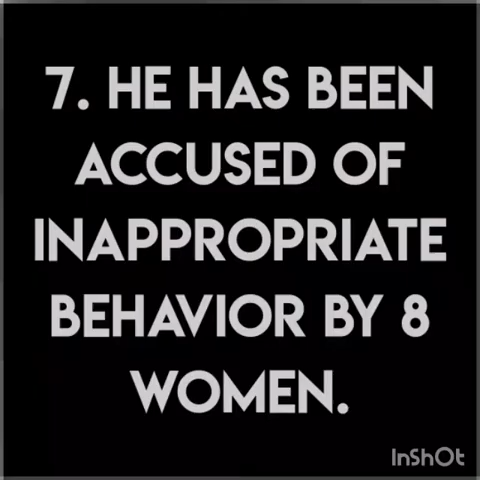 7. HE HAS BEEN
ACCUSED OF
INAPPROPRIATE
BEHAVIOR BY 8
WOMEN.
InShOt